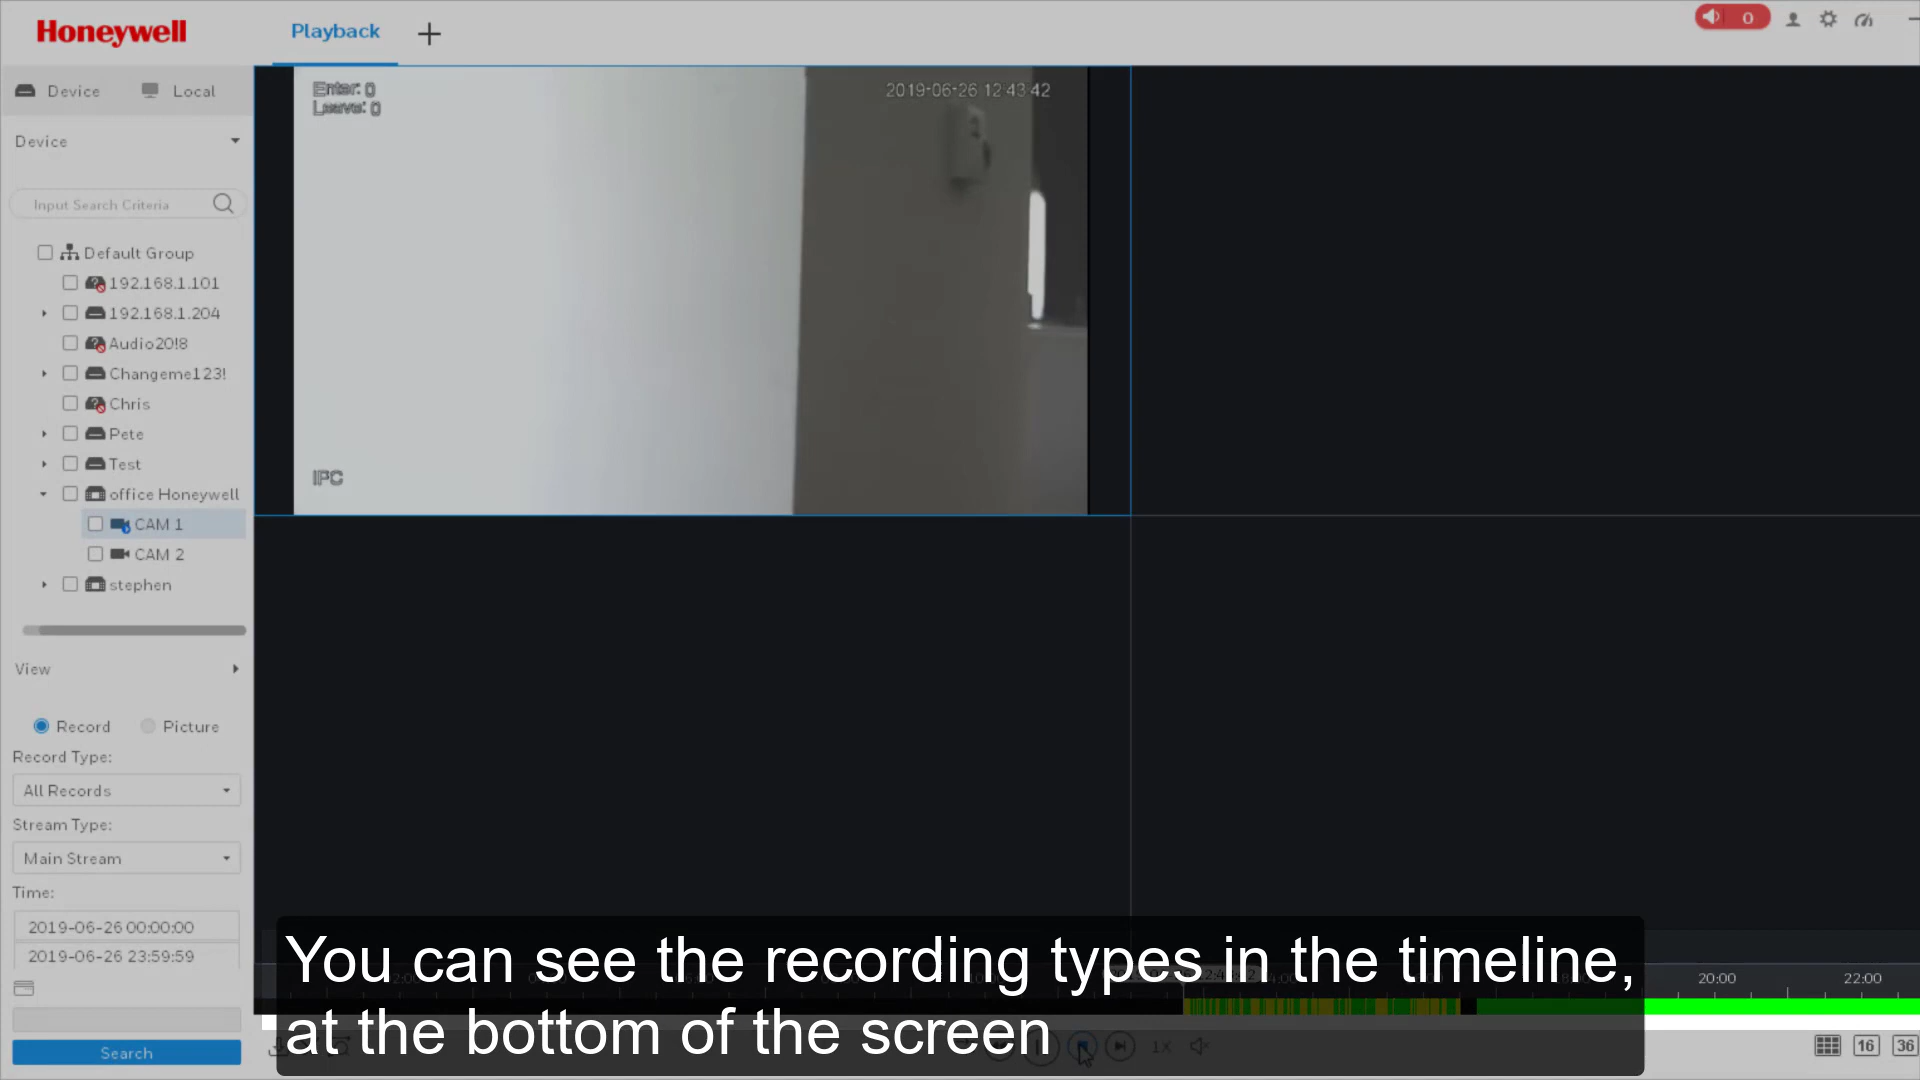 Honeywell
Playback
0
Device Local
Device
Input Search Criteria
Default Group
192.168.1.101
192.168.1.204
Audio20!8
Changeme123!
Chris
Pete
Test
office Honeywell
CAM 1
CAM 2
stephen
View
Record Picture
Record Type:
All Records
Stream Type:
Main Stream
Time:
2019-06-26 00:00:00
2019-06-26 23:59:59
Search
Enter: 0
Leave: 0
2019-06-26 12:43:42
IPC
You can see the recording types in the timeline,
at the bottom of the screen
20:00 22:00
1X
16 36